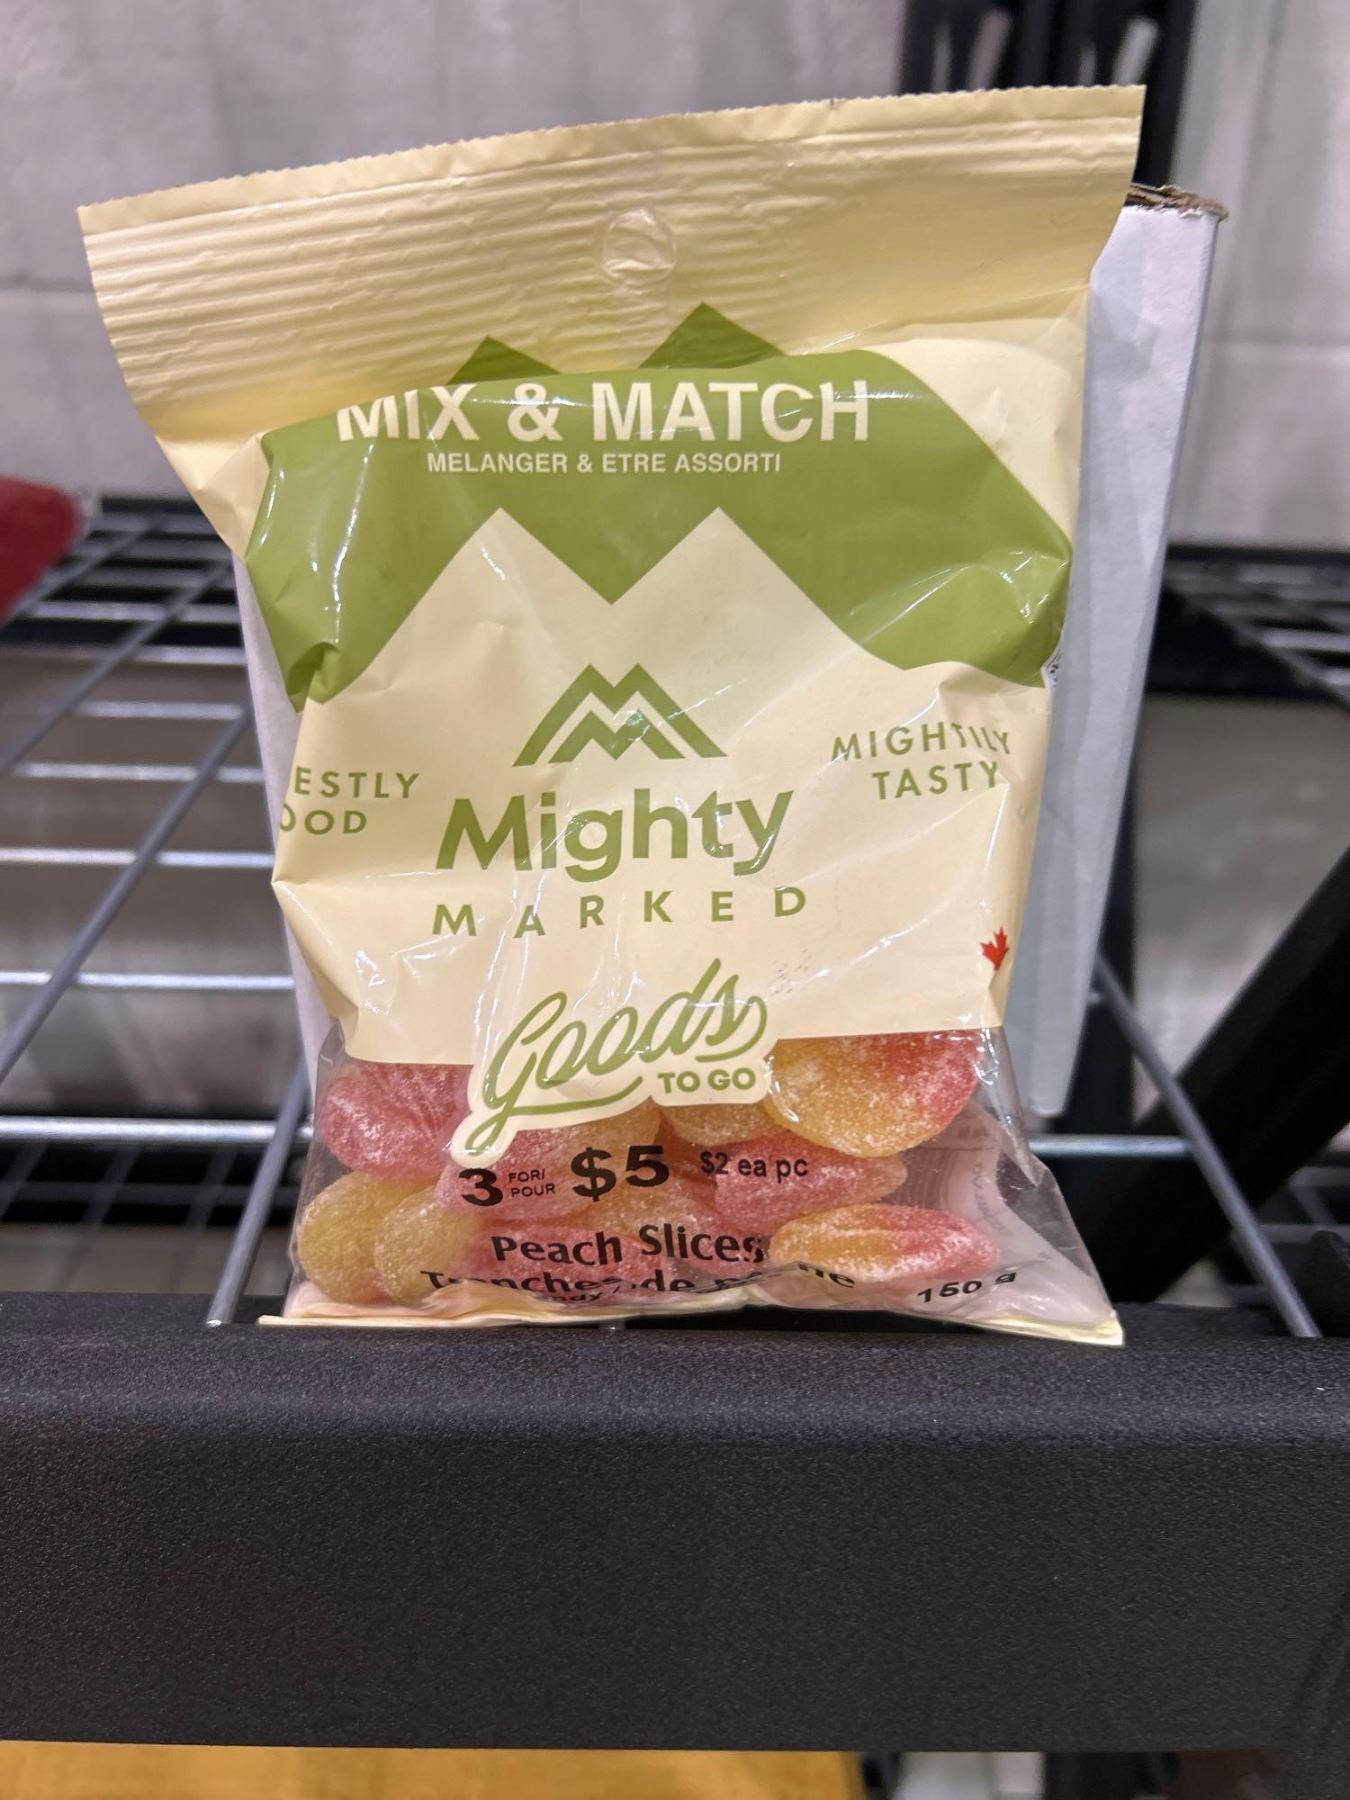 MIX & MATCH
MELANGER & ETRE ASSORTI
ESTLY
OOD
MIGHTILY
TASTY
Mighty
MARKED
Goods
TO GO
3 FOR/ POUR $5 $2 ea pc
Peach Slices
de
150 g